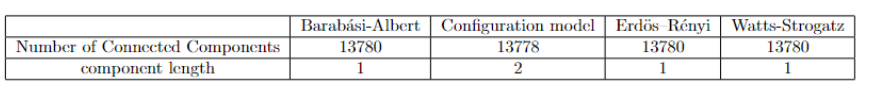 Barabási-Albert Configuration model Erdös–Rényi Watts-Strogatz
Number of Connected Components 13780 13778 13780 13780
component length 1 2 1 1